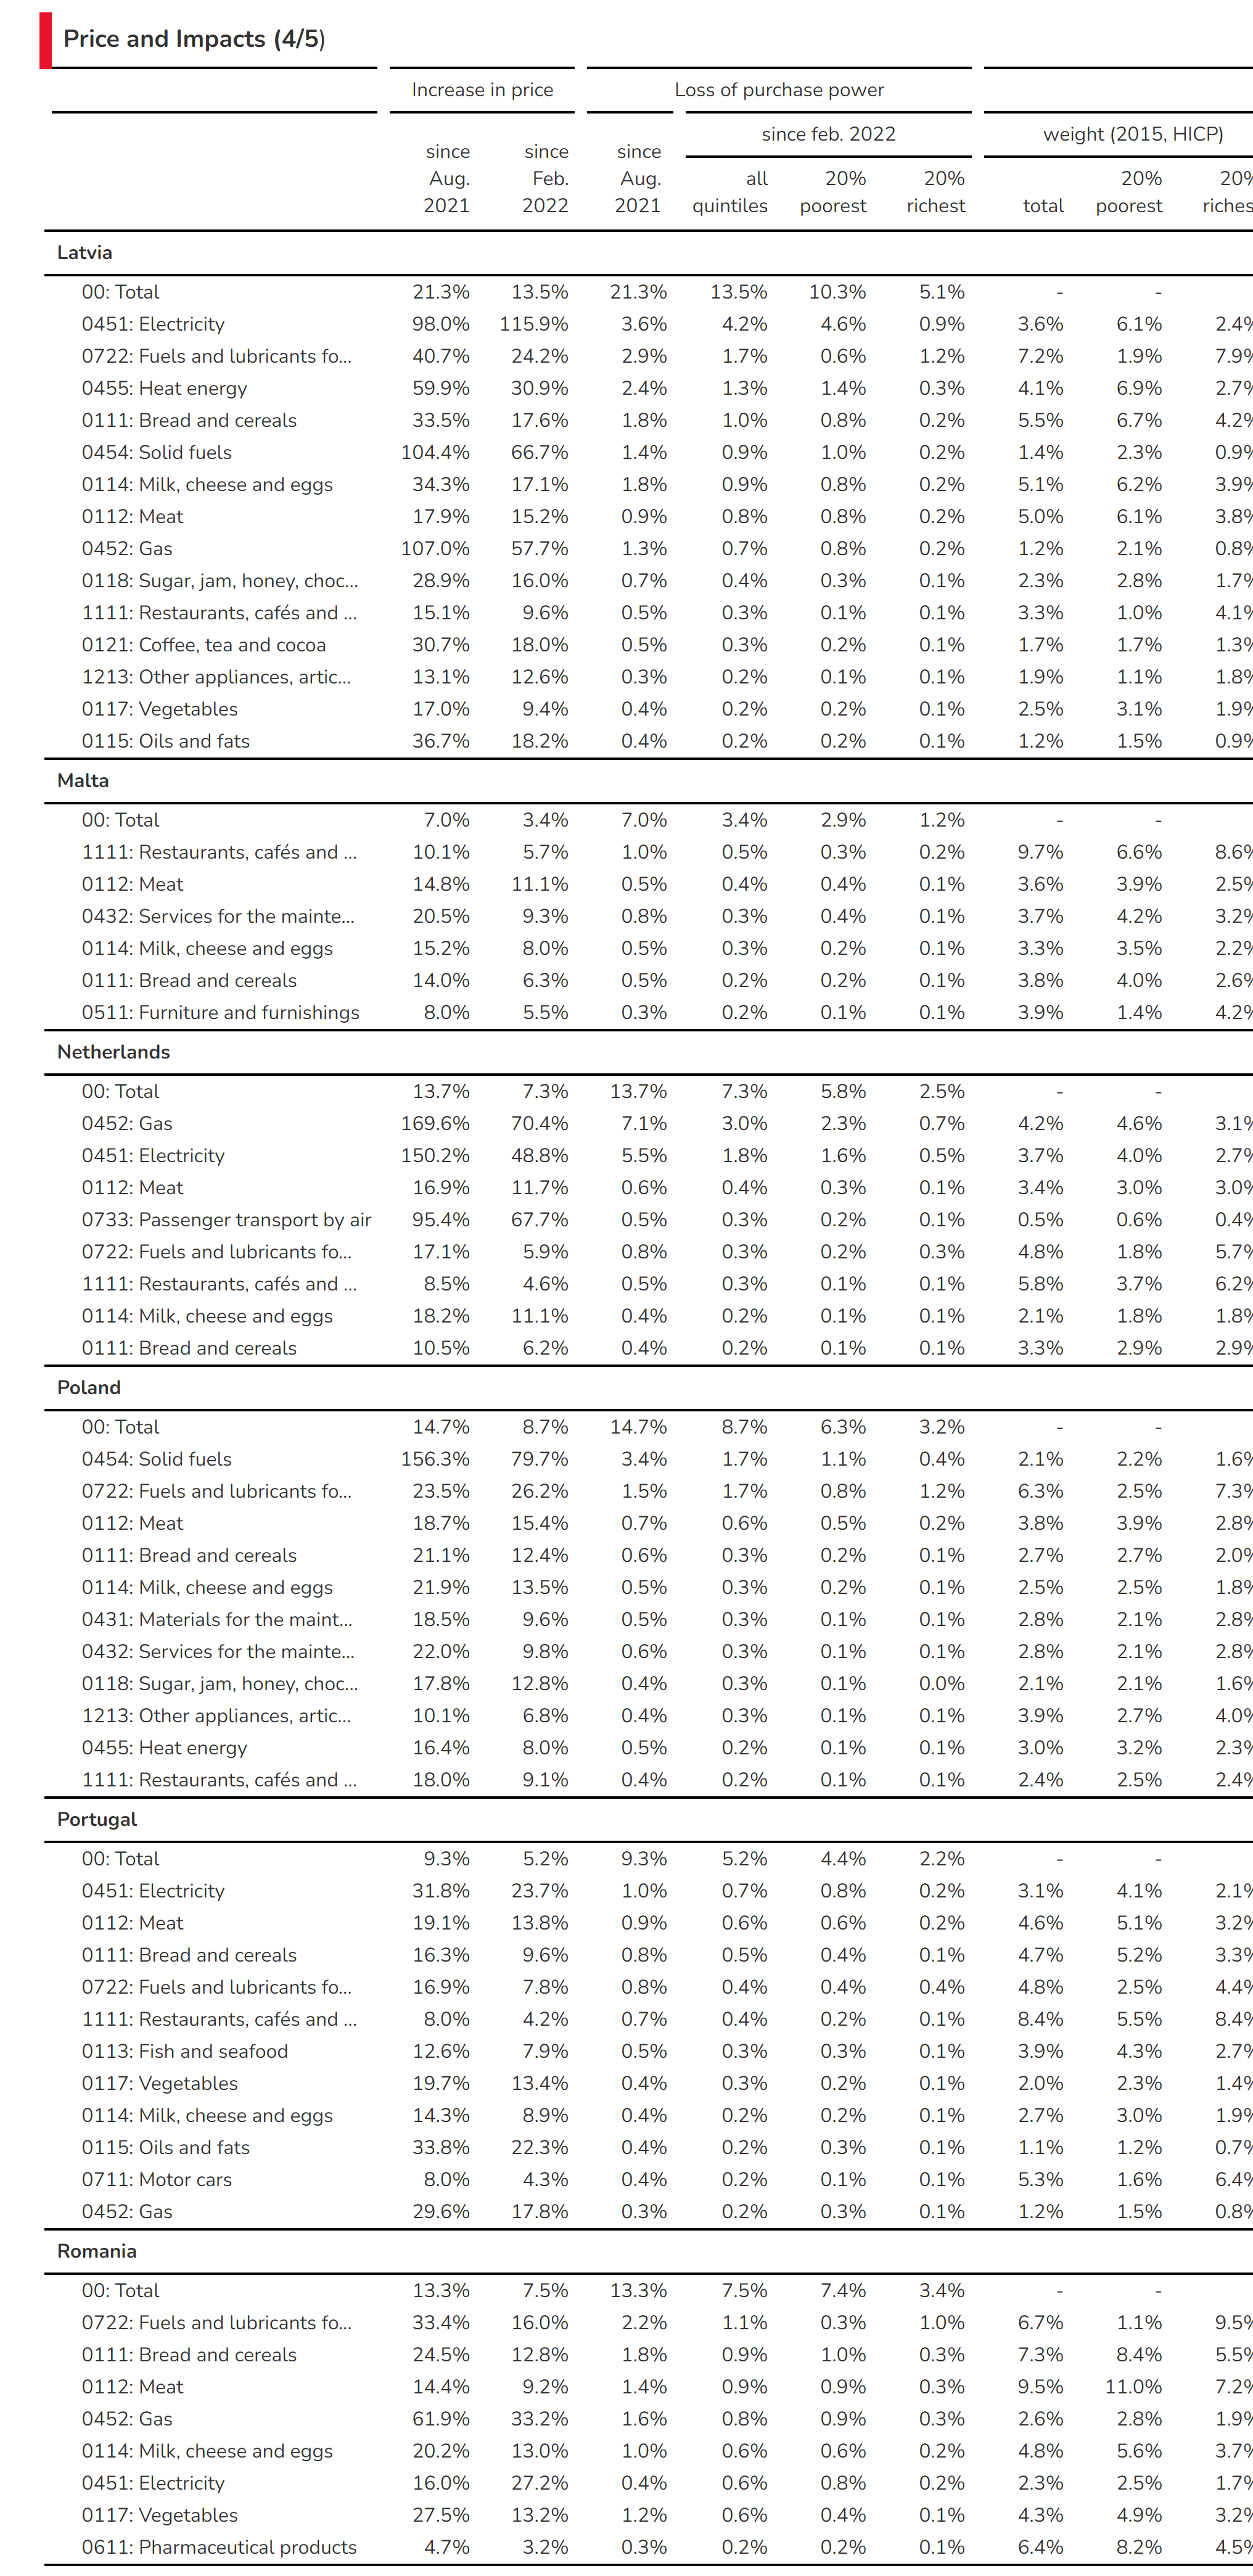 Price and Impacts (4/5)
Increase in price Loss of purchase power
since feb. 2022 weight (2015, HICP)
since since since
Aug. Feb. Aug. all 20% 20% 20% 20%
2021 2022 2021 quintiles poorest richest total poorest riches
Latvia
00: Total 21.3% 13.5% 21.3% 13.5% 10.3% 5.1% - -
0451: Electricity 98.0% 115.9% 3.6% 4.2% 4.6% 0.9% 3.6% 6.1% 2.4%
0722: Fuels and lubricants fo... 40.7% 24.2% 2.9% 1.7% 0.6% 1.2% 7.2% 1.9% 7.9%
0455: Heat energy 59.9% 30.9% 2.4% 1.3% 1.4% 0.3% 4.1% 6.9% 2.7%
0111: Bread and cereals 33.5% 17.6% 1.8% 1.0% 0.8% 0.2% 5.5% 6.7% 4.2%
0454: Solid fuels 104.4% 66.7% 1.4% 0.9% 1.0% 0.2% 1.4% 2.3% 0.9%
0114: Milk, cheese and eggs 34.3% 17.1% 1.8% 0.9% 0.8% 0.2% 5.1% 6.2% 3.9%
0112: Meat 17.9% 15.2% 0.9% 0.8% 0.8% 0.2% 5.0% 6.1% 3.8%
0452: Gas 107.0% 57.7% 1.3% 0.7% 0.8% 0.2% 1.2% 2.1% 0.8%
0118: Sugar, jam, honey, choc... 28.9% 16.0% 0.7% 0.4% 0.3% 0.1% 2.3% 2.8% 1.7%
1111: Restaurants, cafés and ... 15.1% 9.6% 0.5% 0.3% 0.1% 0.1% 3.3% 1.0% 4.1%
0121: Coffee, tea and cocoa 30.7% 18.0% 0.5% 0.3% 0.2% 0.1% 1.7% 1.7% 1.3%
1213: Other appliances, artic... 13.1% 12.6% 0.3% 0.2% 0.1% 0.1% 1.9% 1.1% 1.8%
0117: Vegetables 17.0% 9.4% 0.4% 0.2% 0.2% 0.1% 2.5% 3.1% 1.9%
0115: Oils and fats 36.7% 18.2% 0.4% 0.2% 0.2% 0.1% 1.2% 1.5% 0.9%
Malta
00: Total 7.0% 3.4% 7.0% 3.4% 2.9% 1.2% - -
1111: Restaurants, cafés and ... 10.1% 5.7% 1.0% 0.5% 0.3% 0.2% 9.7% 6.6% 8.6%
0112: Meat 14.8% 11.1% 0.5% 0.4% 0.4% 0.1% 3.6% 3.9% 2.5%
0432: Services for the mainte... 20.5% 9.3% 0.8% 0.3% 0.4% 0.1% 3.7% 4.2% 3.2%
0114: Milk, cheese and eggs 15.2% 8.0% 0.5% 0.3% 0.2% 0.1% 3.3% 3.5% 2.2%
0111: Bread and cereals 14.0% 6.3% 0.5% 0.2% 0.2% 0.1% 3.8% 4.0% 2.6%
0511: Furniture and furnishings 8.0% 5.5% 0.3% 0.2% 0.1% 0.1% 3.9% 1.4% 4.2%
Netherlands
00: Total 13.7% 7.3% 13.7% 7.3% 5.8% 2.5% - -
0452: Gas 169.6% 70.4% 7.1% 3.0% 2.3% 0.7% 4.2% 4.6% 3.1%
0451: Electricity 150.2% 48.8% 5.5% 1.8% 1.6% 0.5% 3.7% 4.0% 2.7%
0112: Meat 16.9% 11.7% 0.6% 0.4% 0.3% 0.1% 3.4% 3.0% 3.0%
0733: Passenger transport by air 95.4% 67.7% 0.5% 0.3% 0.2% 0.1% 0.5% 0.6% 0.4%
0722: Fuels and lubricants fo... 17.1% 5.9% 0.8% 0.3% 0.2% 0.3% 4.8% 1.8% 5.7%
1111: Restaurants, cafés and ... 8.5% 4.6% 0.5% 0.3% 0.1% 0.1% 5.8% 3.7% 6.2%
0114: Milk, cheese and eggs 18.2% 11.1% 0.4% 0.2% 0.1% 0.1% 2.1% 1.8% 1.8%
0111: Bread and cereals 10.5% 6.2% 0.4% 0.2% 0.1% 0.1% 3.3% 2.9% 2.9%
Poland
00: Total 14.7% 8.7% 14.7% 8.7% 6.3% 3.2% - -
0454: Solid fuels 156.3% 79.7% 3.4% 1.7% 1.1% 0.4% 2.1% 2.2% 1.6%
0722: Fuels and lubricants fo... 23.5% 26.2% 1.5% 1.7% 0.8% 1.2% 6.3% 2.5% 7.3%
0112: Meat 18.7% 15.4% 0.7% 0.6% 0.5% 0.2% 3.8% 3.9% 2.8%
0111: Bread and cereals 21.1% 12.4% 0.6% 0.3% 0.2% 0.1% 2.7% 2.7% 2.0%
0114: Milk, cheese and eggs 21.9% 13.5% 0.5% 0.3% 0.2% 0.1% 2.5% 2.5% 1.8%
0431: Materials for the maint... 18.5% 9.6% 0.5% 0.3% 0.1% 0.1% 2.8% 2.1% 2.8%
0432: Services for the mainte... 22.0% 9.8% 0.6% 0.3% 0.1% 0.1% 2.8% 2.1% 2.8%
0118: Sugar, jam, honey, choc... 17.8% 12.8% 0.4% 0.3% 0.1% 0.0% 2.1% 2.1% 1.6%
1213: Other appliances, artic... 10.1% 6.8% 0.4% 0.3% 0.1% 0.1% 3.9% 2.7% 4.0%
0455: Heat energy 16.4% 8.0% 0.5% 0.2% 0.1% 0.1% 3.0% 3.2% 2.3%
1111: Restaurants, cafés and ... 18.0% 9.1% 0.4% 0.2% 0.1% 0.1% 2.4% 2.5% 2.4%
Portugal
00: Total 9.3% 5.2% 9.3% 5.2% 4.4% 2.2% - -
0451: Electricity 31.8% 23.7% 1.0% 0.7% 0.8% 0.2% 3.1% 4.1% 2.1%
0112: Meat 19.1% 13.8% 0.9% 0.6% 0.6% 0.2% 4.6% 5.1% 3.2%
0111: Bread and cereals 16.3% 9.6% 0.8% 0.5% 0.4% 0.1% 4.7% 5.2% 3.3%
0722: Fuels and lubricants fo... 16.9% 7.8% 0.8% 0.4% 0.4% 0.4% 4.8% 2.5% 4.4%
1111: Restaurants, cafés and ... 8.0% 4.2% 0.7% 0.4% 0.2% 0.1% 8.4% 5.5% 8.4%
0113: Fish and seafood 12.6% 7.9% 0.5% 0.3% 0.3% 0.1% 3.9% 4.3% 2.7%
0117: Vegetables 19.7% 13.4% 0.4% 0.3% 0.2% 0.1% 2.0% 2.3% 1.4%
0114: Milk, cheese and eggs 14.3% 8.9% 0.4% 0.2% 0.2% 0.1% 2.7% 3.0% 1.9%
0115: Oils and fats 33.8% 22.3% 0.4% 0.2% 0.3% 0.1% 1.1% 1.2% 0.7%
0711: Motor cars 8.0% 4.3% 0.4% 0.2% 0.1% 0.1% 5.3% 1.6% 6.4%
0452: Gas 29.6% 17.8% 0.3% 0.2% 0.3% 0.1% 1.2% 1.5% 0.8%
Romania
00: Total 13.3% 7.5% 13.3% 7.5% 7.4% 3.4% - -
0722: Fuels and lubricants fo... 33.4% 16.0% 2.2% 1.1% 0.3% 1.0% 6.7% 1.1% 9.5%
0111: Bread and cereals 24.5% 12.8% 1.8% 0.9% 1.0% 0.3% 7.3% 8.4% 5.5%
0112: Meat 14.4% 9.2% 1.4% 0.9% 0.9% 0.3% 9.5% 11.0% 7.2%
0452: Gas 61.9% 33.2% 1.6% 0.8% 0.9% 0.3% 2.6% 2.8% 1.9%
0114: Milk, cheese and eggs 20.2% 13.0% 1.0% 0.6% 0.6% 0.2% 4.8% 5.6% 3.7%
0451: Electricity 16.0% 27.2% 0.4% 0.6% 0.8% 0.2% 2.3% 2.5% 1.7%
0117: Vegetables 27.5% 13.2% 1.2% 0.6% 0.4% 0.1% 4.3% 4.9% 3.2%
0611: Pharmaceutical products 4.7% 3.2% 0.3% 0.2% 0.2% 0.1% 6.4% 8.2% 4.5%